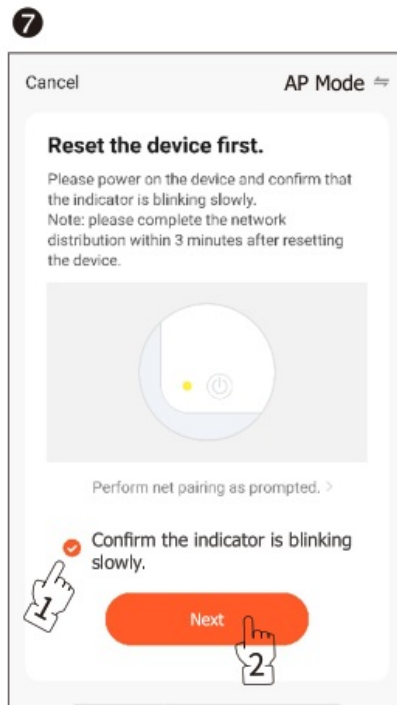 7
Cancel
AP Mode ⇋
Reset the device first.
Please power on the device and confirm that
the indicator is blinking slowly.
Note: please complete the network
distribution within 3 minutes after resetting
the device.
Perform net pairing as prompted. >
Confirm the indicator is blinking
slowly.
1
Next
2